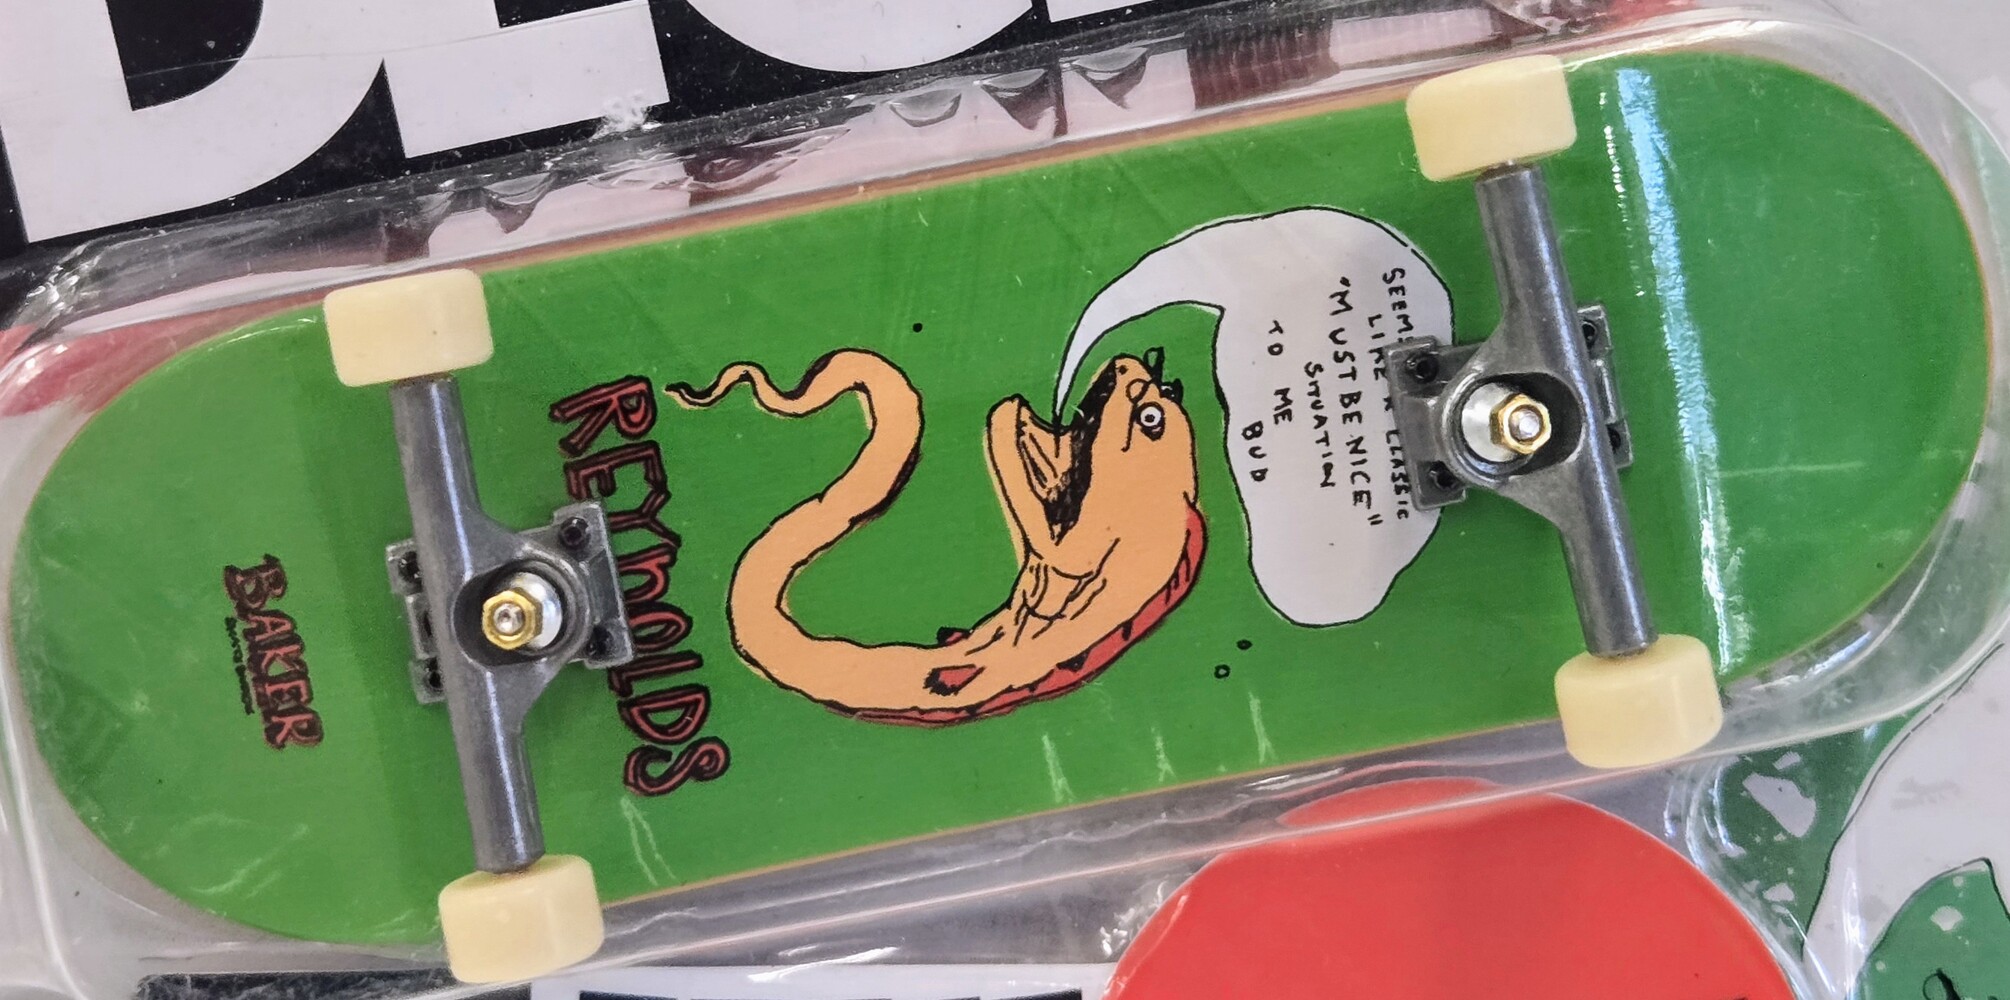 SEEMS
LIKE A CLASSIC
"MUST BE NICE"
SITUATION
TO ME
BUD
REYNOLDS
BAKER